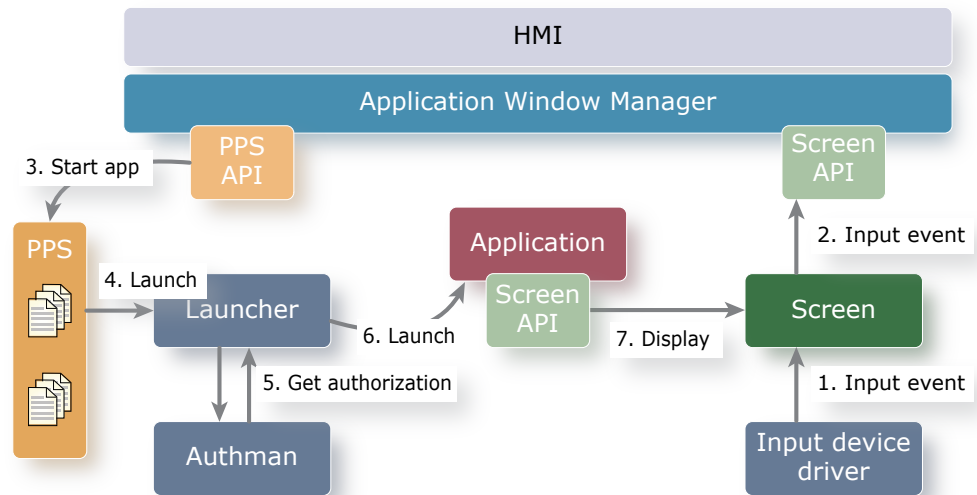 HMI
Application Window Manager
PPS
API
Screen
API
3. Start app
2. Input event
PPS
Application
4. Launch
Launcher
Screen
API
Screen
6. Launch
7. Display
5. Get authorization
1. Input event
Authman
Input device
driver